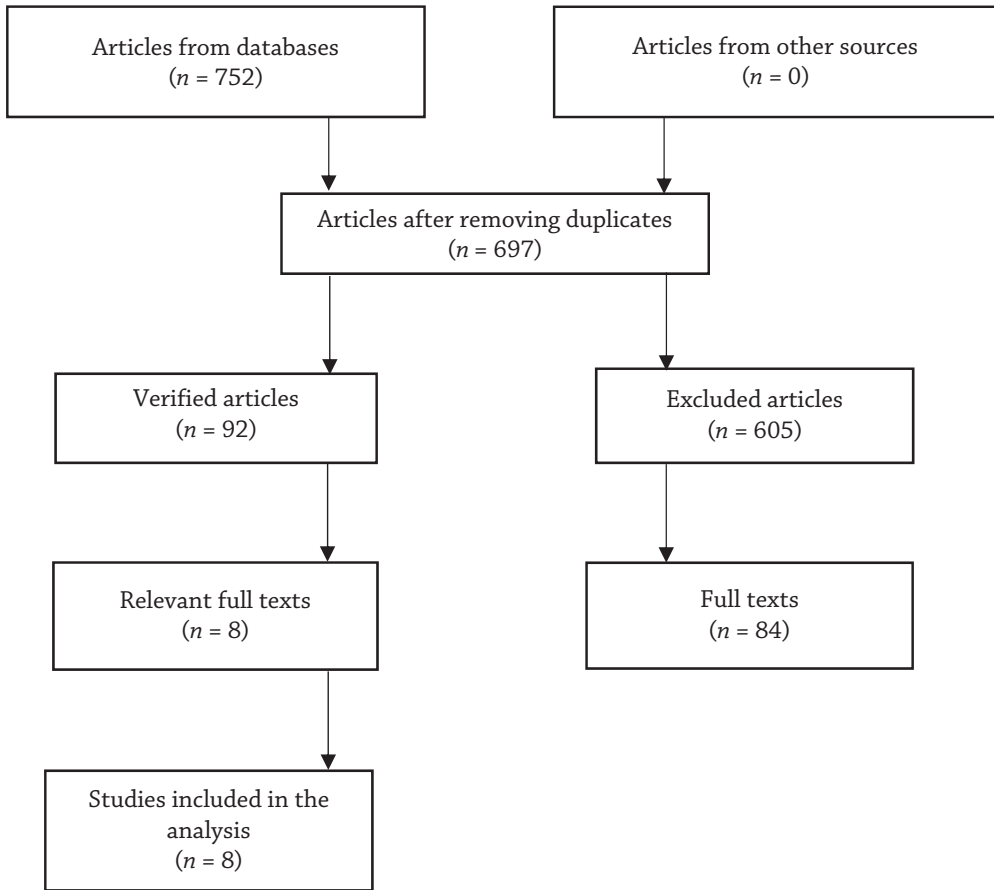 Articles from databases
(n = 752)
Articles from other sources
(n = 0)
Articles after removing duplicates
(n = 697)
Verified articles
(n = 92)
Excluded articles
(n = 605)
Relevant full texts
(n = 8)
Full texts
(n = 84)
Studies included in the
analysis
(n = 8)